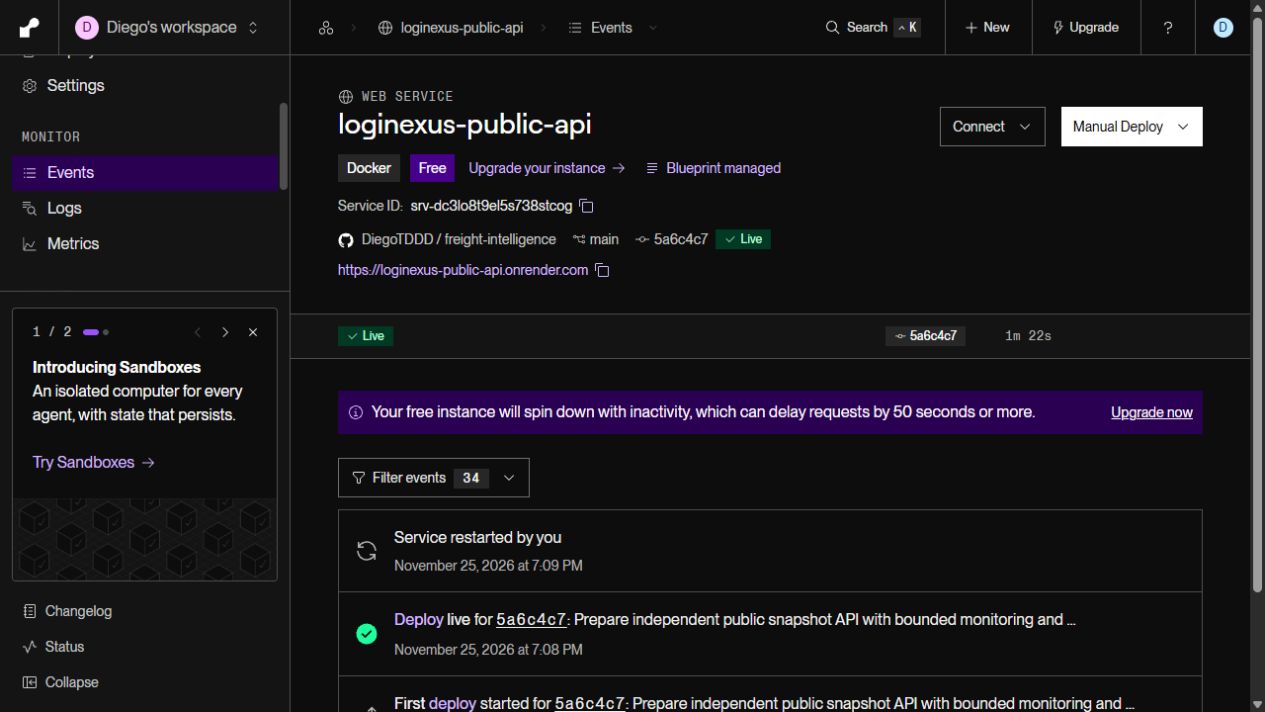 D Diego's workspace
loginexus-public-api
Events
Search ^ K
+ New
Upgrade
?
D
Settings
MONITOR
Events
Logs
Metrics
1 / 2
Introducing Sandboxes
An isolated computer for every
agent, with state that persists.
Try Sandboxes →
Changelog
Status
Collapse
WEB SERVICE
loginexus-public-api
Connect
Manual Deploy
Docker Free Upgrade your instance → Blueprint managed
Service ID: srv-dc3lo8t9el5s738stcog
DiegoTDDD / freight-intelligence main 5a6c4c7 Live
https://loginexus-public-api.onrender.com
Live 5a6c4c7 1m 22s
Your free instance will spin down with inactivity, which can delay requests by 50 seconds or more. Upgrade now
Filter events 34
Service restarted by you
November 25, 2026 at 7:09 PM
Deploy live for 5a6c4c7: Prepare independent public snapshot API with bounded monitoring and ...
November 25, 2026 at 7:08 PM
First deploy started for 5a6c4c7: Prepare independent public snapshot API with bounded monitoring and ...